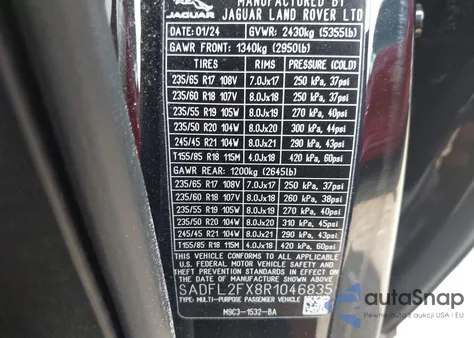 MANUFACTURED BY
JAGUAR JAGUAR LAND ROVER LTD
DATE: 01/24 GVWR: 2430kg (5355lb)
GAWR FRONT: 1340kg (2950lb)
TIRES RIMS PRESSURE (COLD)
235/65 R17 108V 7.0Jx17 250 kPa, 37psi
235/60 R18 107V 8.0Jx18 250 kPa, 37psi
235/55 R19 105W 8.0Jx19 270 kPa, 40psi
235/50 R20 104W 8.0Jx20 300 kPa, 44psi
245/45 R21 104W 8.0Jx21 290 kPa, 43psi
T155/85 R18 115M 4.0Jx18 420 kPa, 60psi
GAWR REAR: 1200kg (2645lb)
235/65 R17 108V 7.0Jx17 250 kPa, 37psi
235/60 R18 107V 8.0Jx18 260 kPa, 38psi
235/55 R19 105W 8.0Jx19 270 kPa, 40psi
235/50 R20 104W 8.0Jx20 310 kPa, 45psi
245/45 R21 104W 8.0Jx21 290 kPa, 43psi
T155/85 R18 115M 4.0Jx18 420 kPa, 60psi
THIS VEHICLE CONFORMS TO ALL APPLICABLE
U.S. FEDERAL MOTOR VEHICLE SAFETY
STANDARDS IN EFFECT ON THE
DATE OF MANUFACTURE SHOWN ABOVE
SADFL2FX8R1046835
TYPE: MULTI-PURPOSE PASSENGER VEHICLE
M9C3-1532-BA
autoSnap
Доступные авто из США и EU